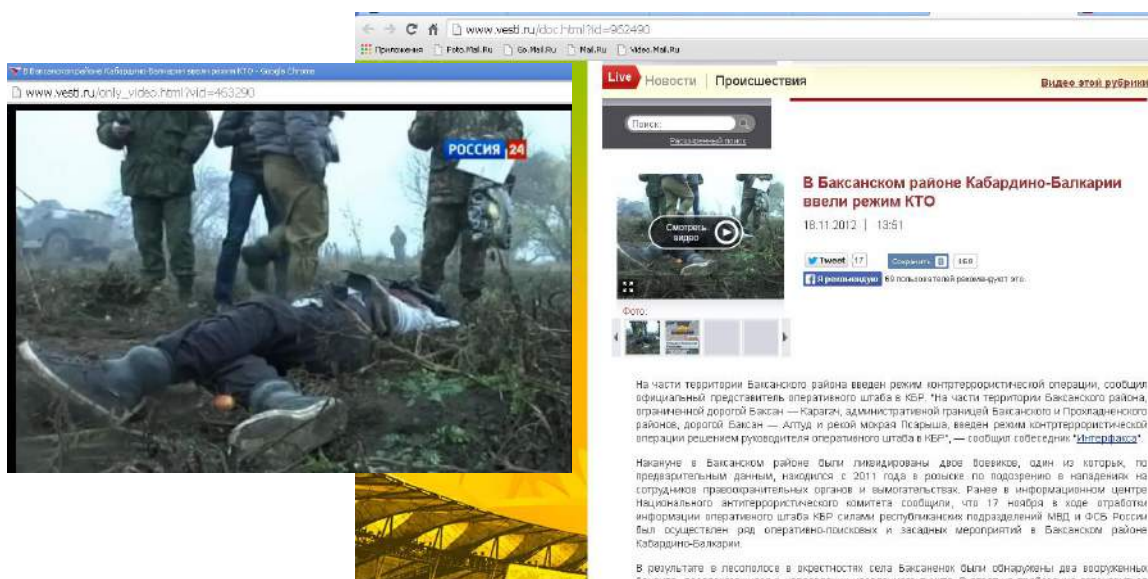 www.vesti.ru/doc.html?id=962490
Приложения Foto.Mail.Ru Go.Mail.Ru Mail.Ru Video.Mail.Ru
В Баксанском районе Кабардино-Балкарии ввели режим КТО - Google Chrome
www.vesti.ru/only_video.html?vid=463290
РОССИЯ 24
Live Новости | Происшествия
Видео этой рубрики
Поиск:
Расширенный поиск
Смотреть
видео
В Баксанском районе Кабардино-Балкарии
ввели режим КТО
18.11.2012 | 13:51
Tweet 17 Сохранить B 160
Я рекомендую 69 пользователей рекомендуют это.
Фото:
На части территории Баксанского района введен режим контртеррористической операции, сообщил
официальный представитель оперативного штаба в КБР. "На части территории Баксанского района,
ограниченной дорогой Баксан — Карагач, административной границей Баксанского и Прохладненского
районов, дорогой Баксан — Алтуд и рекой мокрая Псарыша, введен режим контртеррористической
операции решением руководителя оперативного штаба в КБР", — сообщил собеседник "Интерфакса"
Накануне в Баксанском районе были ликвидированы двое боевиков, один из которых, по
предварительным данным, находился с 2011 года в розыске по подозрению в нападениях на
сотрудников правоохранительных органов и вымогательствах. Ранее в информационном центре
Национального антитеррористического комитета сообщили, что 17 ноября в ходе отработки
информации оперативного штаба КБР силами республиканских подразделений МВД и ФСБ России
был осуществлен ряд оперативно-поисковых и засадных мероприятий в Баксанском районе
Кабардино-Балкарии.
В результате в лесополосе в окрестностях села Баксаненок были обнаружены два вооруженных